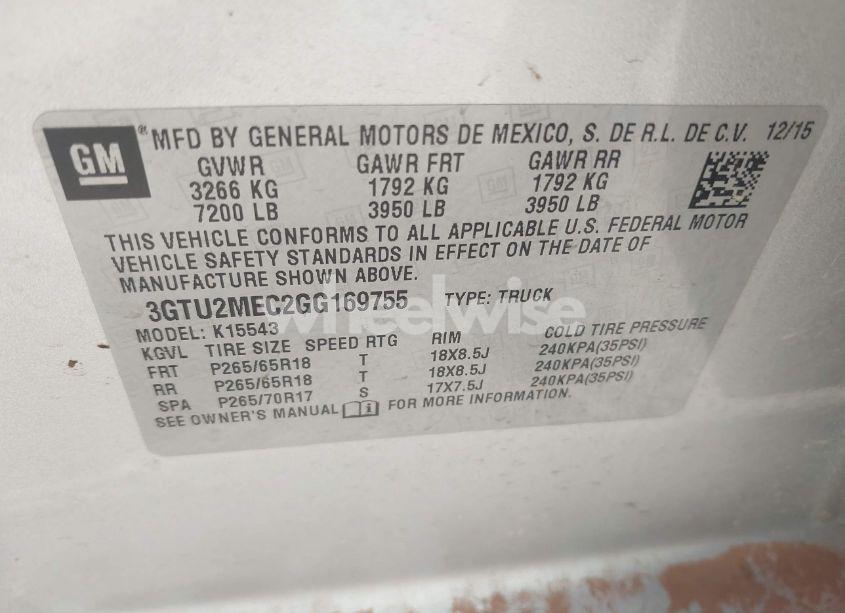 GM ® MFD BY GENERAL MOTORS DE MEXICO, S. DE R.L. DE C.V. 12/15
GVWR GAWR FRT GAWR RR
3266 KG 1792 KG 1792 KG
7200 LB 3950 LB 3950 LB
THIS VEHICLE CONFORMS TO ALL APPLICABLE U.S. FEDERAL MOTOR
VEHICLE SAFETY STANDARDS IN EFFECT ON THE DATE OF
MANUFACTURE SHOWN ABOVE.
3GTU2MEC2GG169755 TYPE: TRUCK
wheelwise
MODEL: K15543
KGVL TIRE SIZE SPEED RTG RIM COLD TIRE PRESSURE
FRT P265/65R18 T 18X8.5J 240KPA(35PSI)
RR P265/65R18 T 18X8.5J 240KPA(35PSI)
SPA P265/70R17 S 17X7.5J 240KPA(35PSI)
SEE OWNER'S MANUAL i FOR MORE INFORMATION.